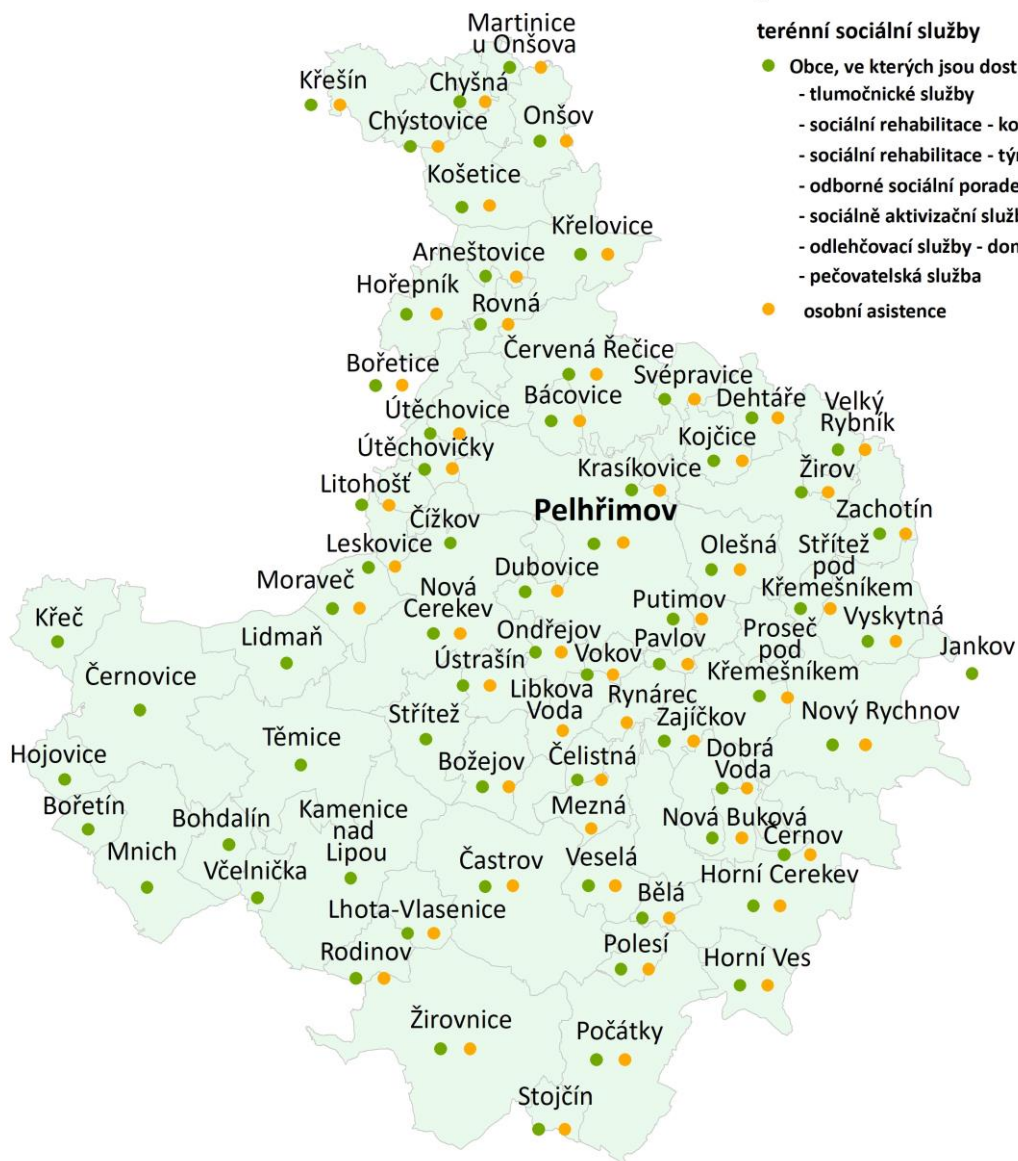 terénní sociální služby
Obce, ve kterých jsou dost
- tlumočnické služby
- sociální rehabilitace - ko
- sociální rehabilitace - tý
- odborné sociální porade
- sociálně aktivizační služb
- odlehčovací služby - don
- pečovatelská služba
osobní asistence
Martinice
u Onšova
Křešín
Chyšná
Chýstovice
Onšov
Košetice
Křelovice
Arneštovice
Hořepník
Rovná
Červená Řečice
Bořetice
Svépravice
Bácovice
Dehtáře
Velký
Rybník
Útěchovice
Kojčice
Útěchovičky
Krasíkovice
Žirov
Litohošť
Pelhřimov
Zachotín
Čížkov
Leskovice
Olešná
Střítež
pod
Křemešníkem
Dubovice
Moraveč
Nová
Cerekev
Putimov
Vyskytná
Křeč
Lidmaň
Ondřejov
Pavlov
Proseč
pod
Křemešníkem
Jankov
Vokov
Černovice
Ústrašín
Libkova
Voda
Rynárec
Zajíčkov
Nový Rychnov
Střítež
Těmice
Hojovice
Božejov
Čelistná
Dobrá
Voda
Bořetín
Bohdalín
Kamenice
nad
Lipou
Mezná
Nová Buková
Černov
Mnich
Včelnička
Částrov
Veselá
Bělá
Horní Cerekev
Lhota-Vlasenice
Rodinov
Polesí
Horní Ves
Žirovnice
Počátky
Stojčín